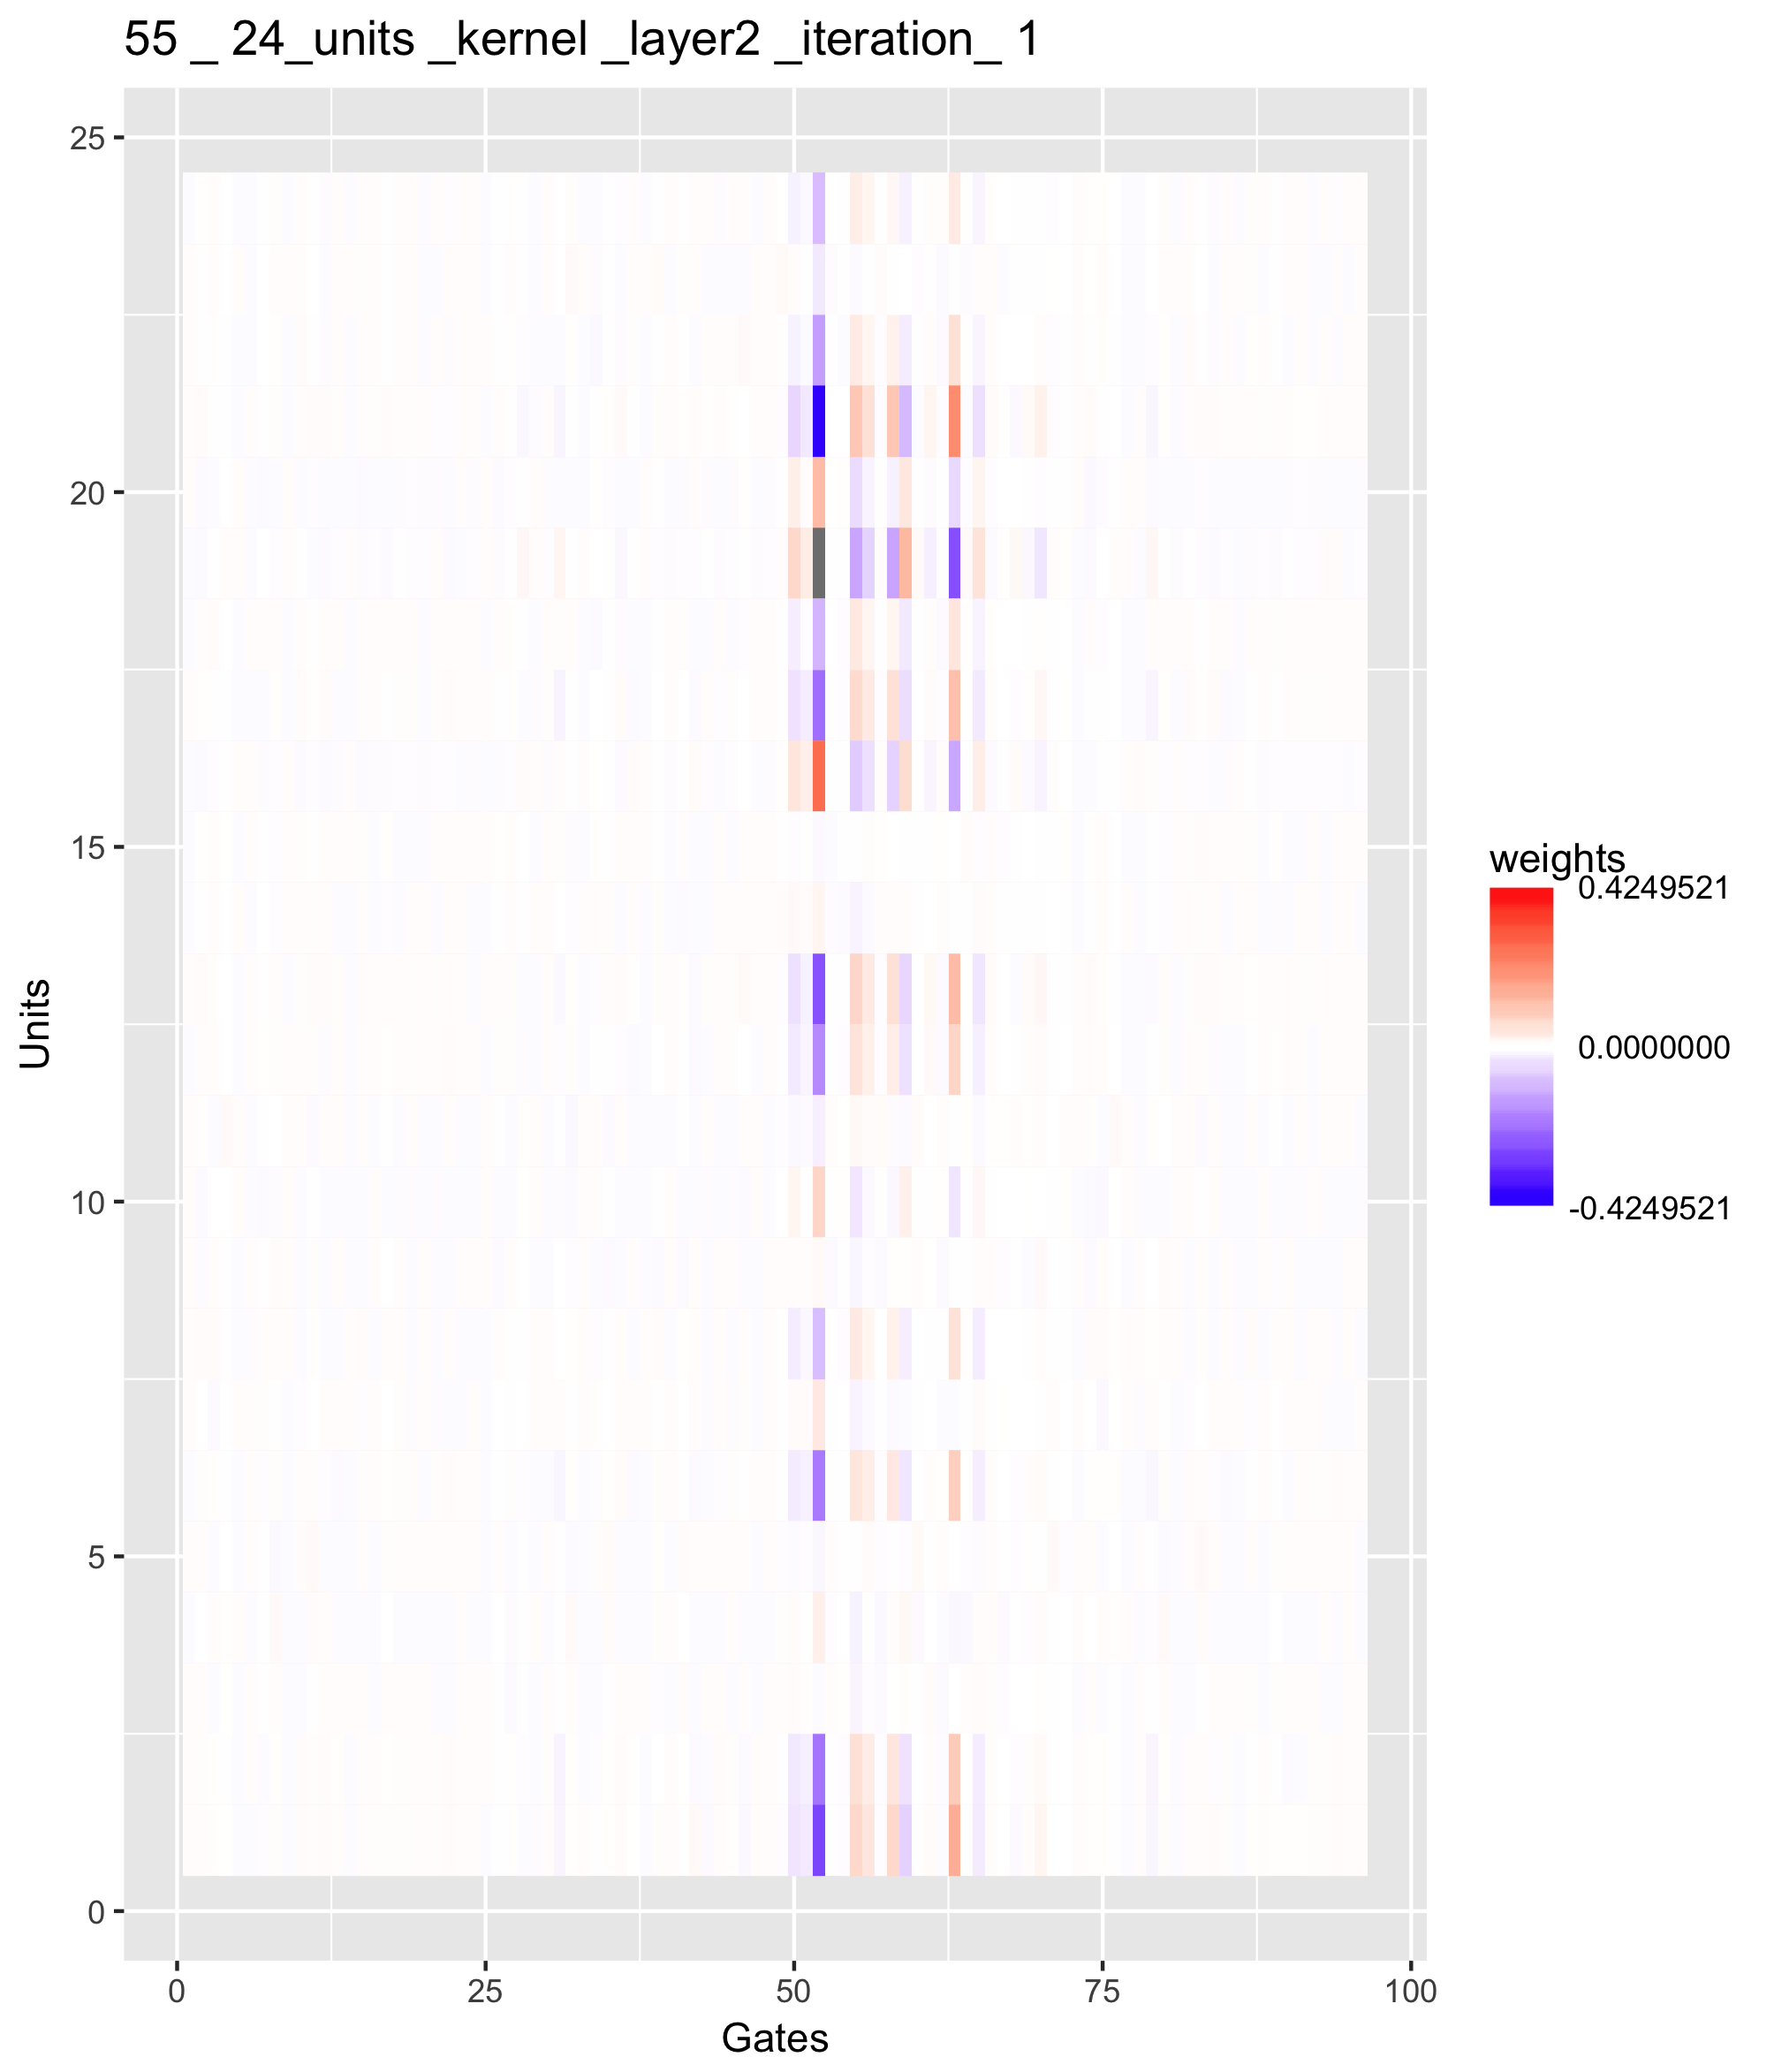 55 _ 24_units _kernel _layer2 _iteration_ 1
25
20
15
10
5
0
Units
0 25 50 75 100
Gates
weights
0.4249521
0.0000000
-0.4249521